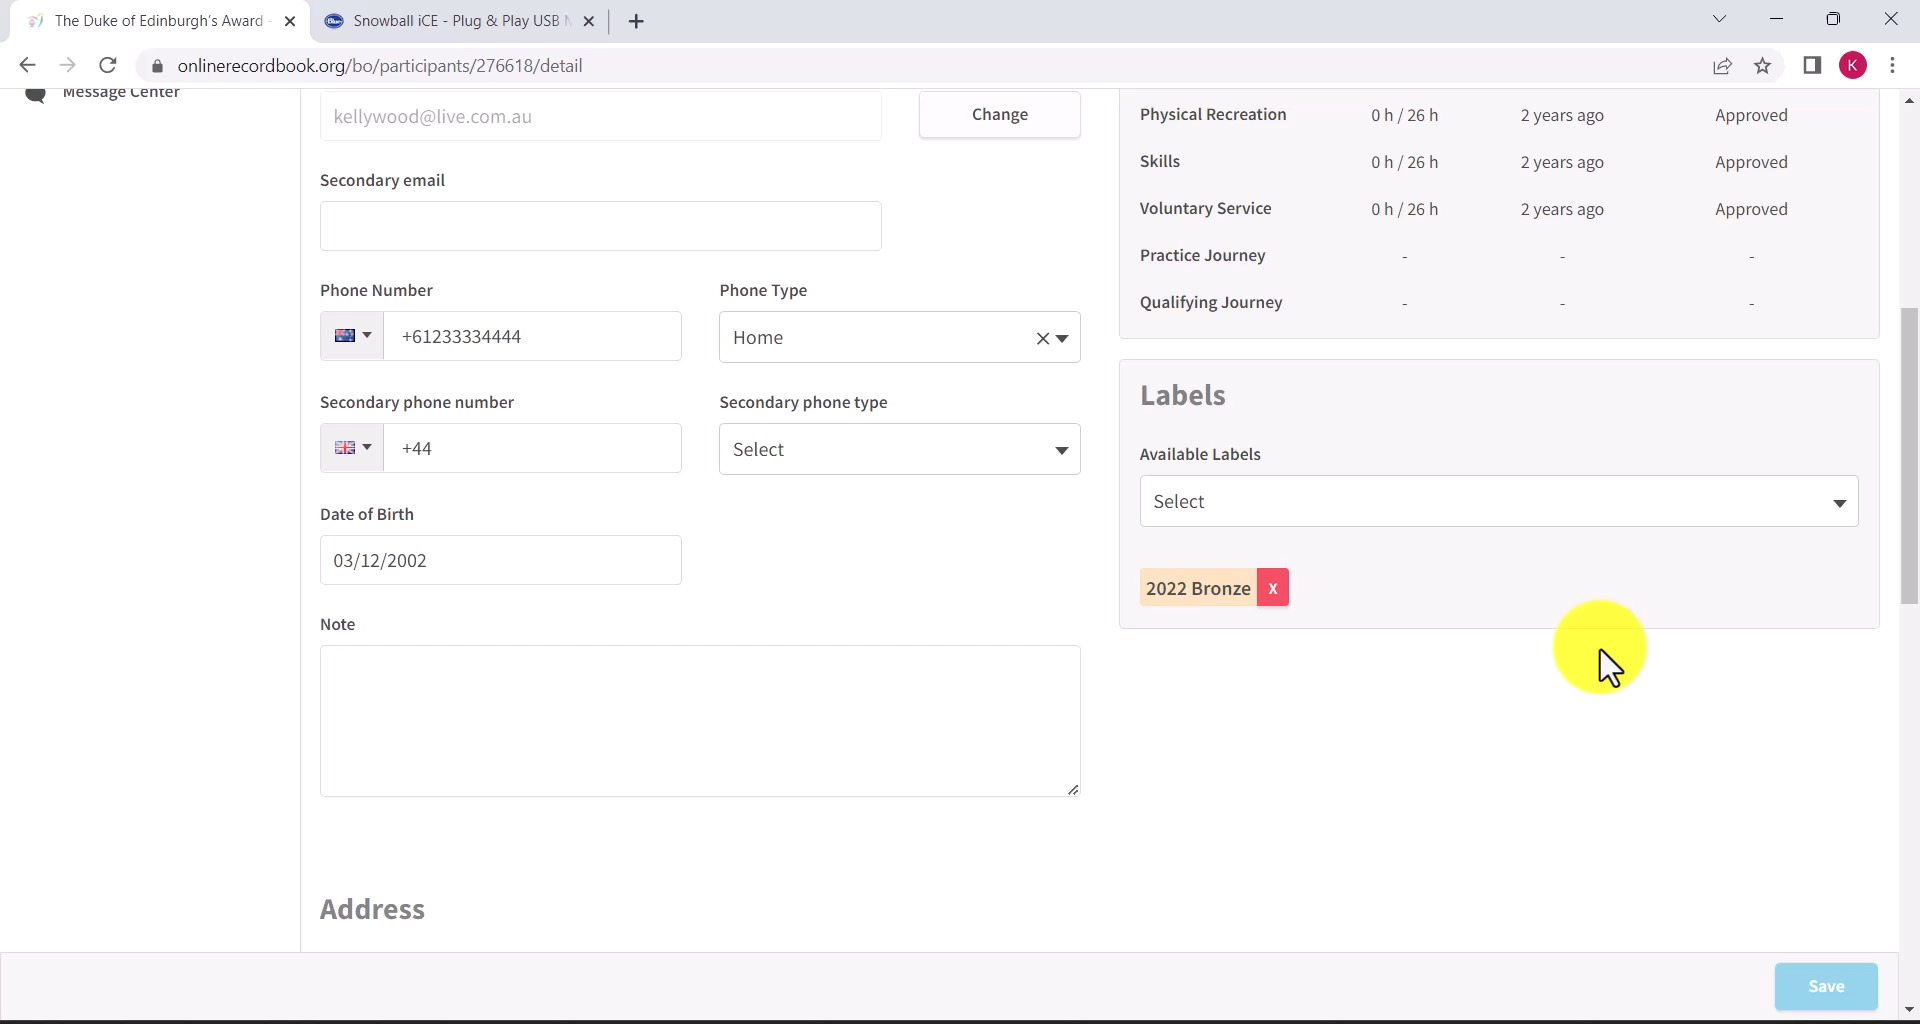 The Duke of Edinburgh's Award -
Snowball iCE - Plug & Play USB
onlinerecordbook.org/bo/participants/276618/detail
K
Message Center
kellywood@live.com.au
Change
Secondary email
Phone Number
Phone Type
+61233334444
Home
Secondary phone number
Secondary phone type
+44
Select
Date of Birth
03/12/2002
Note
Address
Physical Recreation 0 h / 26 h 2 years ago Approved
Skills 0 h / 26 h 2 years ago Approved
Voluntary Service 0 h / 26 h 2 years ago Approved
Practice Journey - - -
Qualifying Journey - - -
Labels
Available Labels
Select
2022 Bronze X
Save